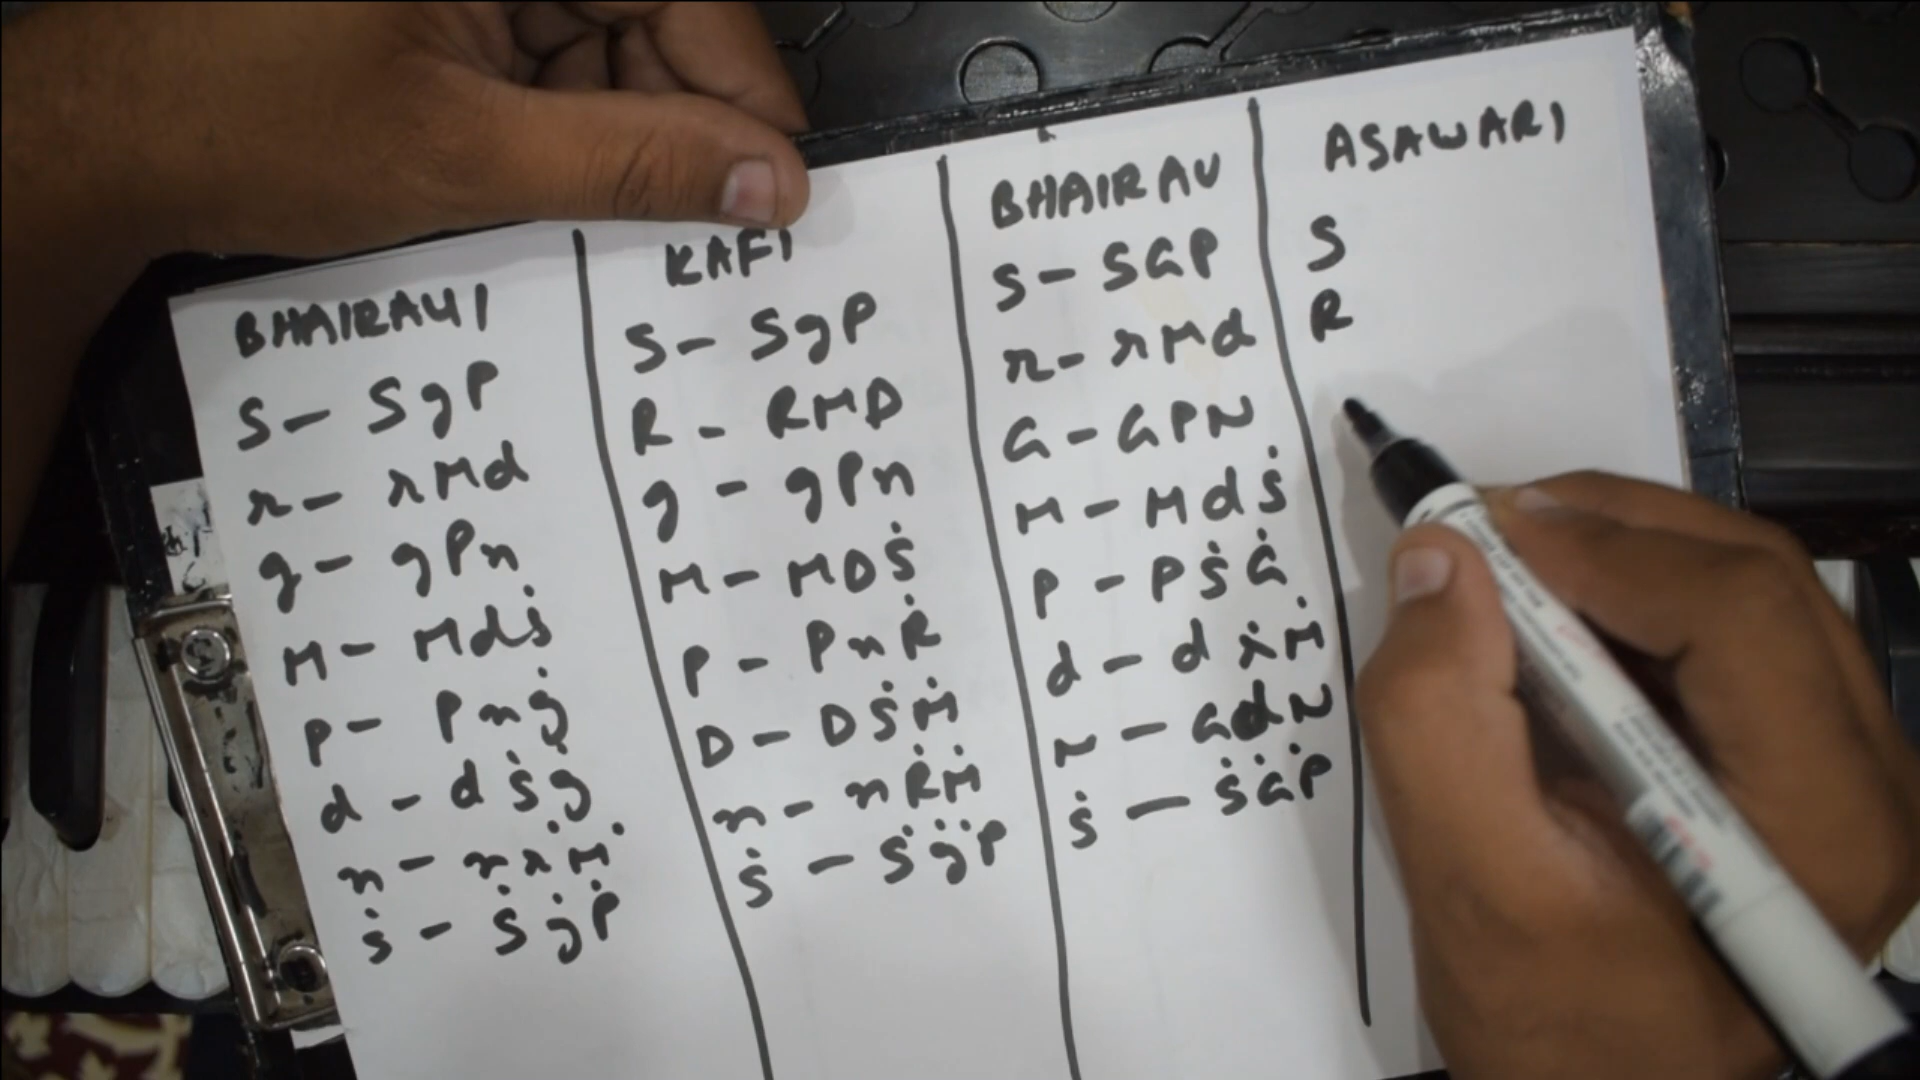 BHAIRAVI
S - SgP
r - rMd
g - gPn
M - Mdṡ
P - Pnġ
d - dṡġ
n - nṙṀ
ṡ - ṡġṖ
KAFI
S - SgP
R - RMD
g - gPn
M - MDṠ
P - PnṘ
D - DṠṀ
n - nṘṀ
ṡ - ṠġṖ
BHAIRAV
S - SGP
r - rMd
G - GPN
M - Mdṡ
P - PṡĠ
d - dṙṀ
N - GdN
ṡ - ṡĠṖ
ASAWARI
S
R